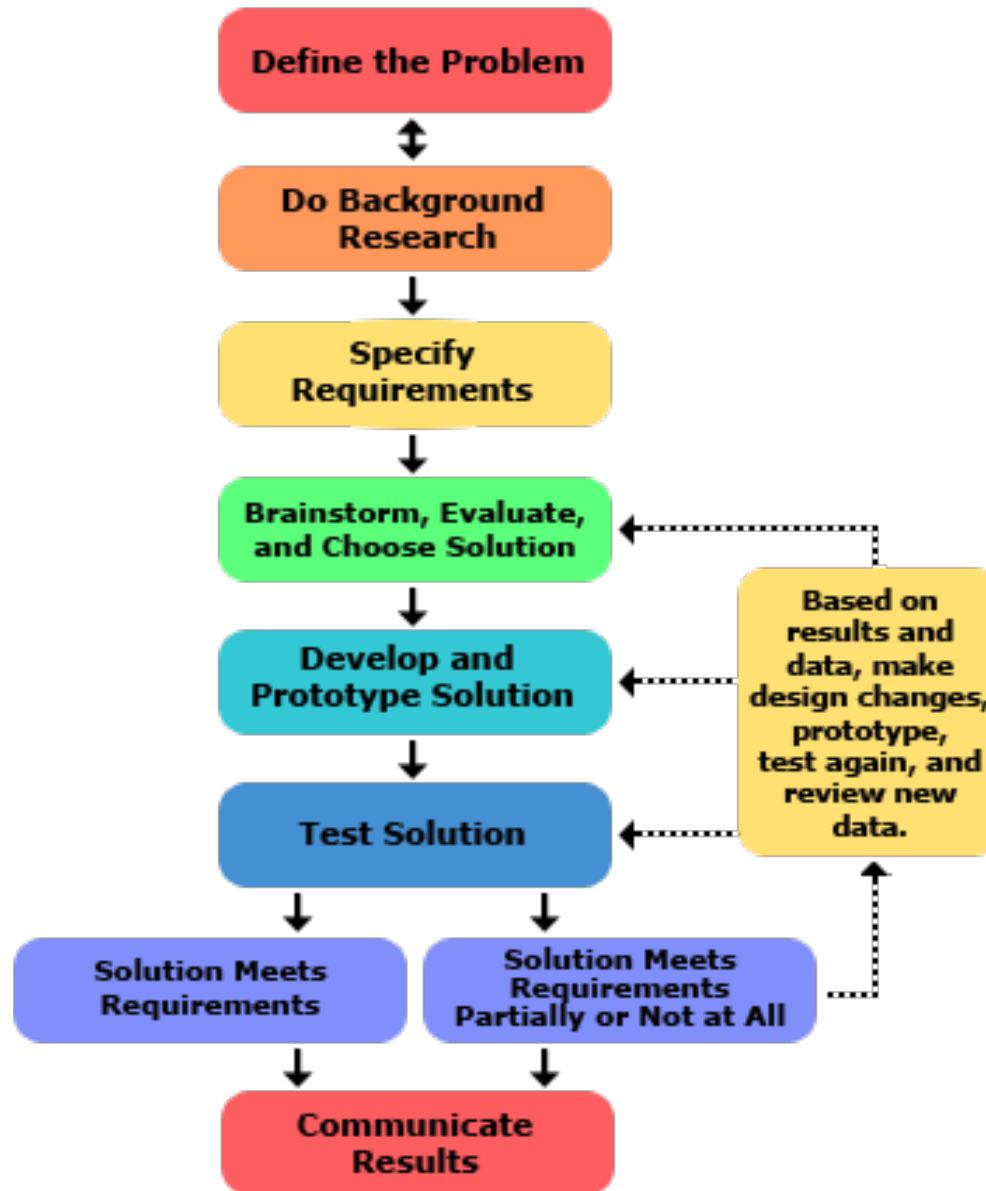 Define the Problem
Do Background
Research
Specify
Requirements
Brainstorm, Evaluate,
and Choose Solution
Develop and
Prototype Solution
Test Solution
Based on
results and
data, make
design changes,
prototype,
test again, and
review new
data.
Solution Meets
Requirements
Solution Meets
Requirements
Partially or Not at All
Communicate
Results